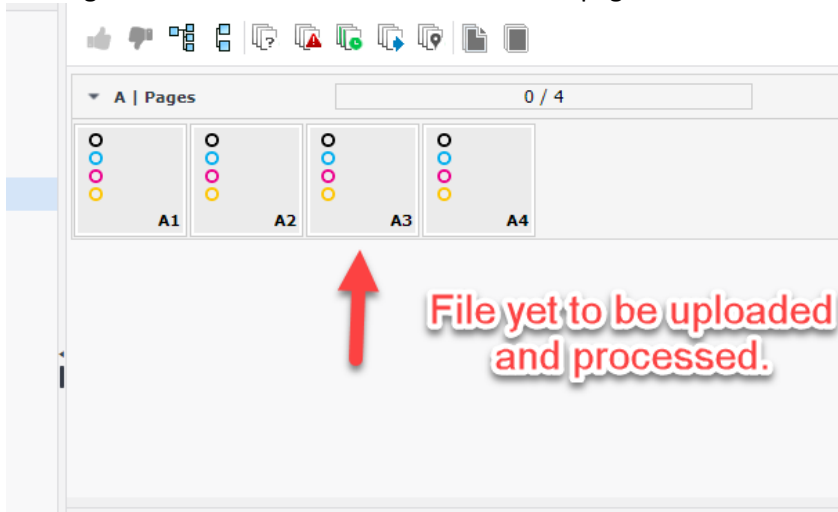 A | Pages
0 / 4
A1
A2
A3
A4
File yet to be uploaded
and processed.